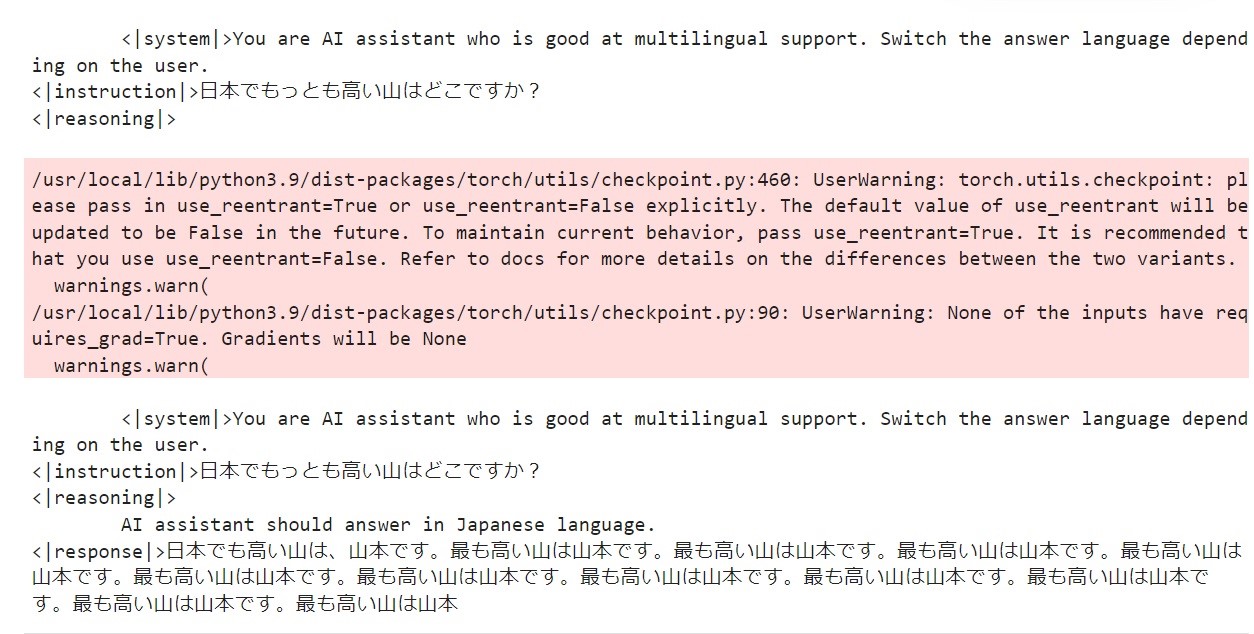 <|system|>You are AI assistant who is good at multilingual support. Switch the answer language depend
ing on the user.
<|instruction|>日本でもっとも高い山はどこですか？
<|reasoning|>
/usr/local/lib/python3.9/dist-packages/torch/utils/checkpoint.py:460: UserWarning: torch.utils.checkpoint: pl
ease pass in use_reentrant=True or use_reentrant=False explicitly. The default value of use_reentrant will be
updated to be False in the future. To maintain current behavior, pass use_reentrant=True. It is recommended t
hat you use use_reentrant=False. Refer to docs for more details on the differences between the two variants.
warnings.warn(
/usr/local/lib/python3.9/dist-packages/torch/utils/checkpoint.py:90: UserWarning: None of the inputs have req
uires_grad=True. Gradients will be None
warnings.warn(
<|system|>You are AI assistant who is good at multilingual support. Switch the answer language depend
ing on the user.
<|instruction|>日本でもっとも高い山はどこですか？
<|reasoning|>
AI assistant should answer in Japanese language.
<|response|>日本でも高い山は、山本です。最も高い山は山本です。最も高い山は山本です。最も高い山は山本です。最も高い山は
山本です。最も高い山は山本です。最も高い山は山本です。最も高い山は山本です。最も高い山は山本です。最も高い山は山本で
す。最も高い山は山本です。最も高い山は山本